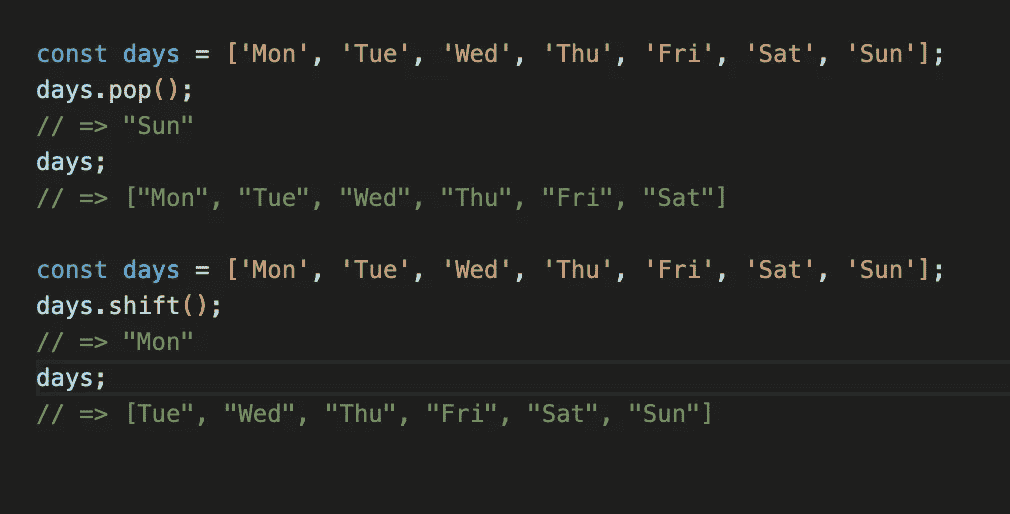 const days = ['Mon', 'Tue', 'Wed', 'Thu', 'Fri', 'Sat', 'Sun'];
days.pop();
// => "Sun"
days;
// => ["Mon", "Tue", "Wed", "Thu", "Fri", "Sat"]
const days = ['Mon', 'Tue', 'Wed', 'Thu', 'Fri', 'Sat', 'Sun'];
days.shift();
// => "Mon"
days;
// => [Tue", "Wed", "Thu", "Fri", "Sat", "Sun"]